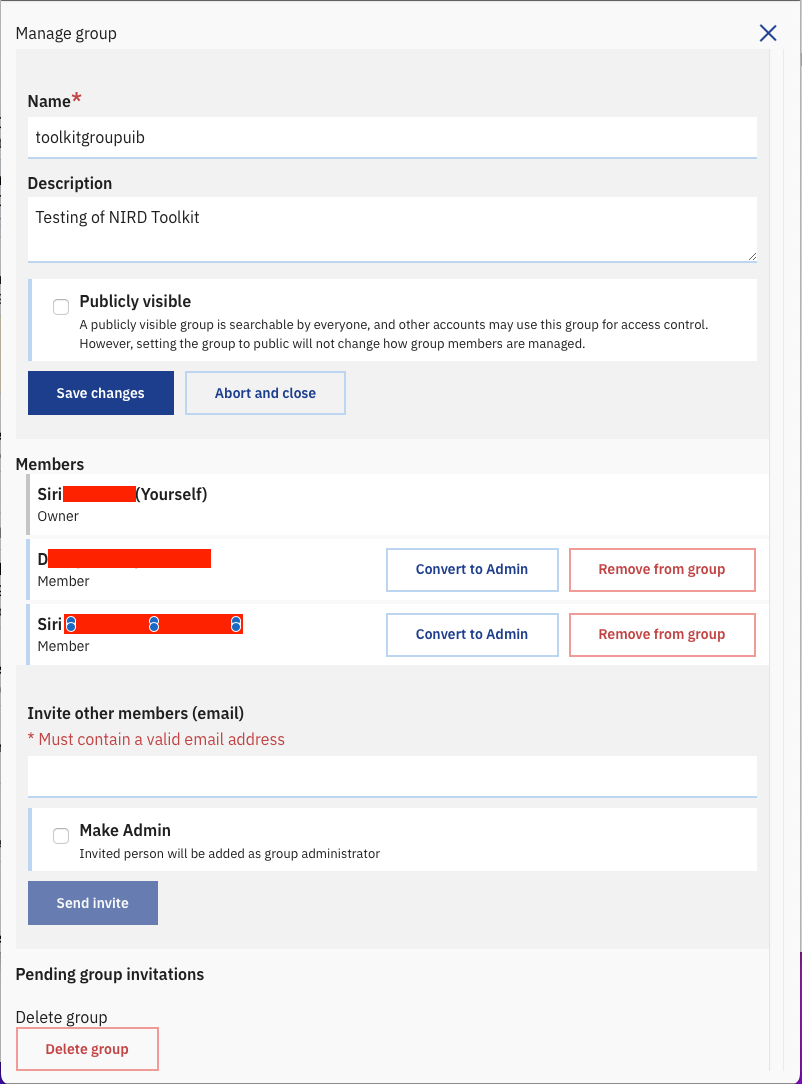 Manage group
Name*
toolkitgroupuib
Description
Testing of NIRD Toolkit
Publicly visible
A publicly visible group is searchable by everyone, and other accounts may use this group for access control.
However, setting the group to public will not change how group members are managed.
Save changes
Abort and close
Members
Siri (Yourself)
Owner
D
Member
Convert to Admin
Remove from group
Siri
Member
Convert to Admin
Remove from group
Invite other members (email)
* Must contain a valid email address
Make Admin
Invited person will be added as group administrator
Send invite
Pending group invitations
Delete group
Delete group